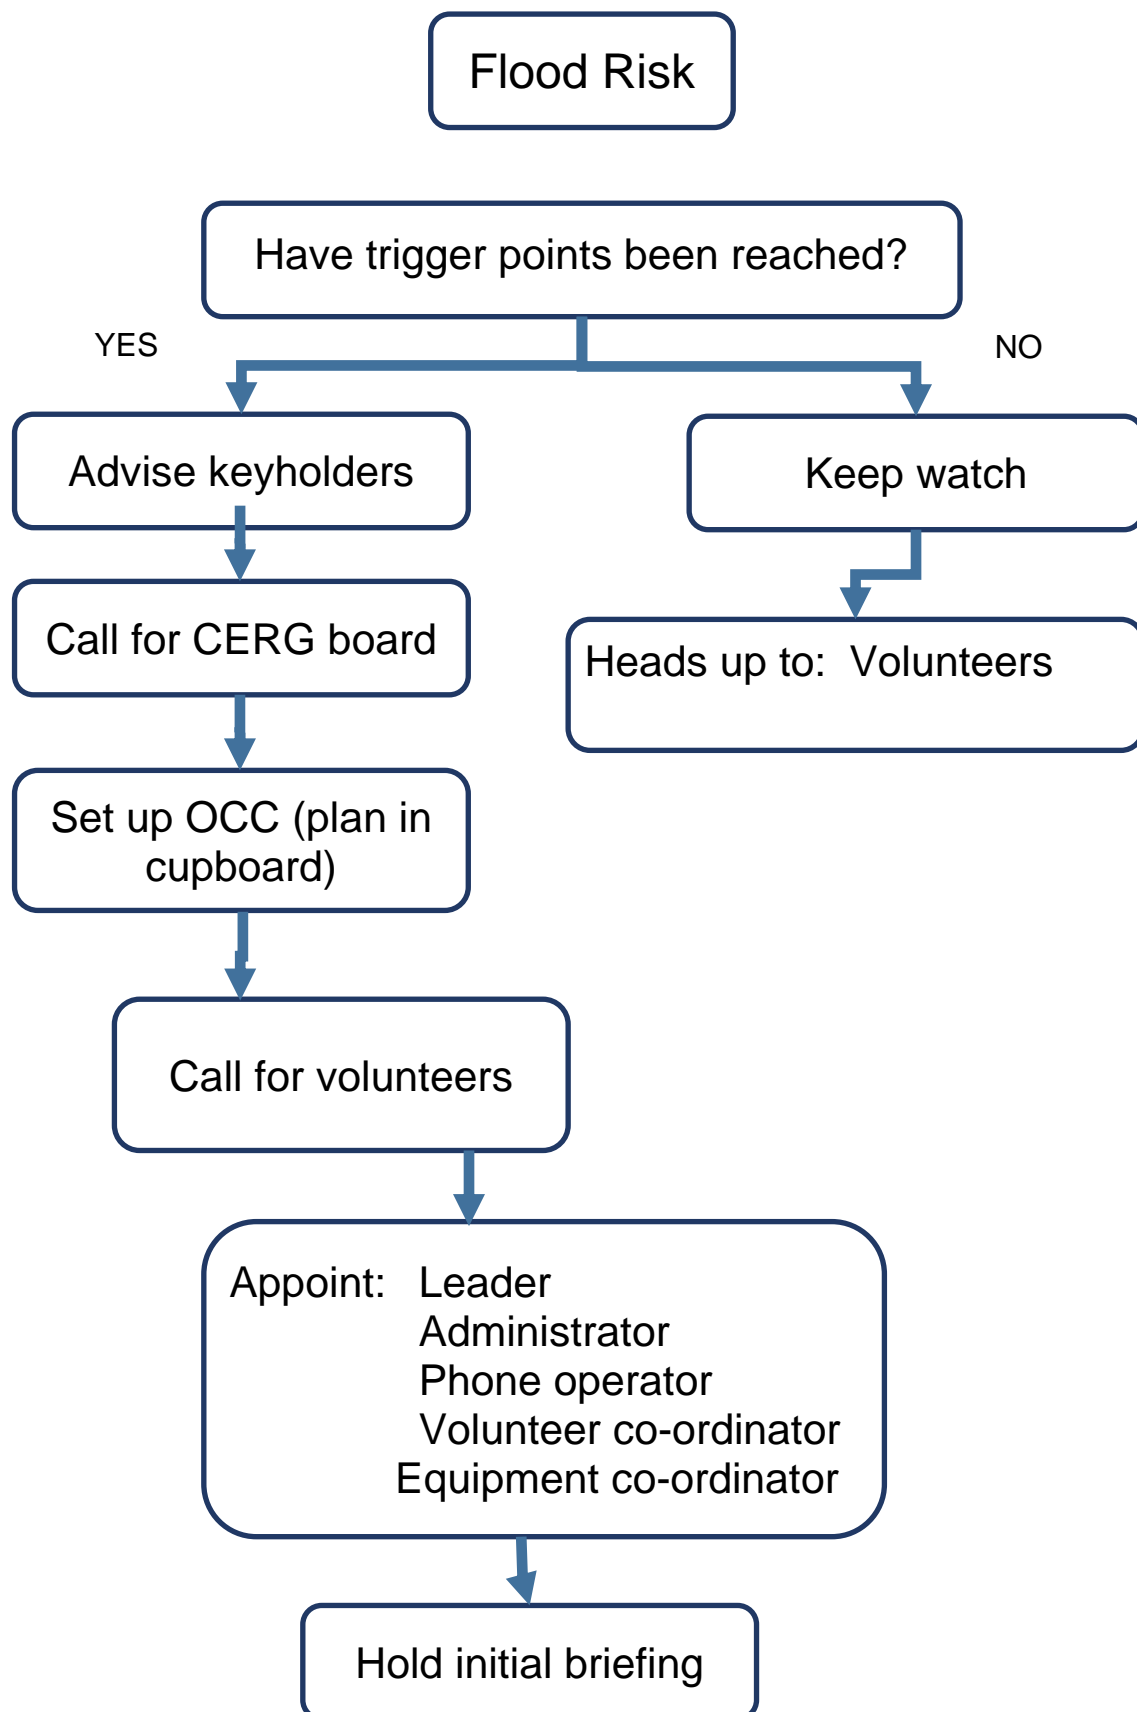 Flood Risk
Have trigger points been reached?
YES
NO
Advise keyholders
Keep watch
Call for CERG board
Heads up to: Volunteers
Set up OCC (plan in
cupboard)
Call for volunteers
Appoint: Leader
Administrator
Phone operator
Volunteer co-ordinator
Equipment co-ordinator
Hold initial briefing